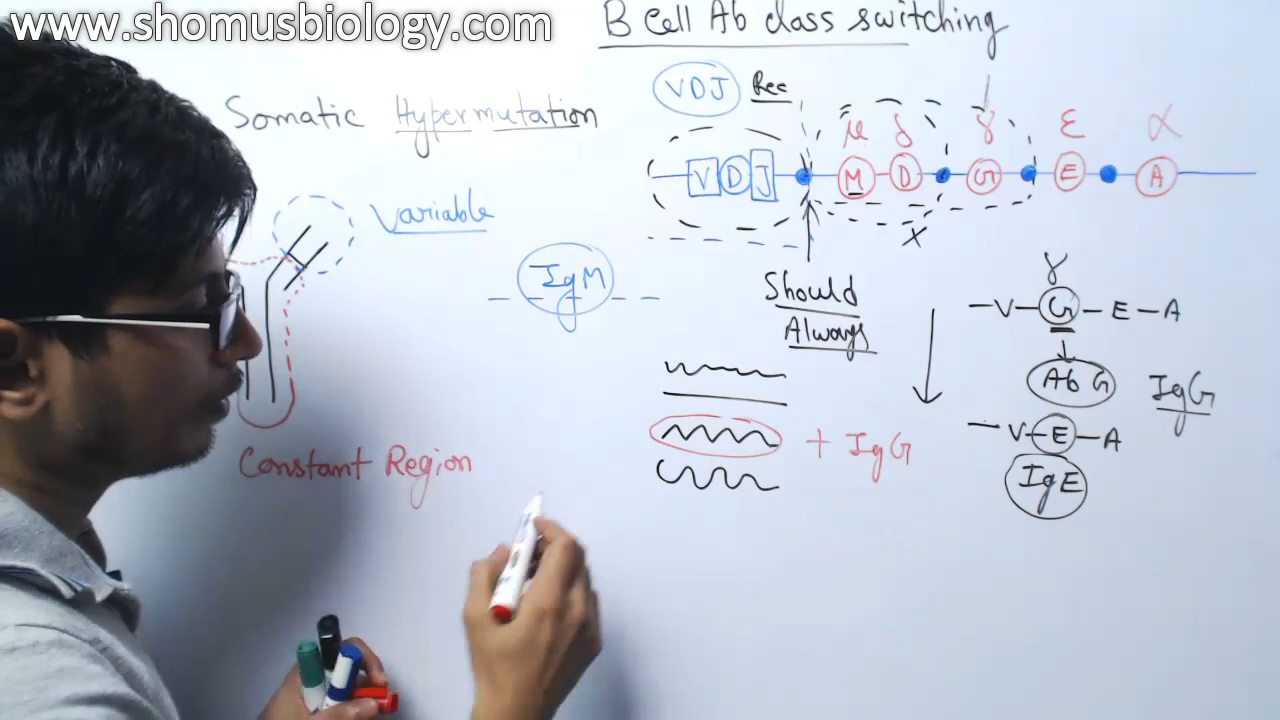 www.shomusbiology.com
B Cell Ab class switching
Somatic Hypermutation
VDJ Rec
μ δ γ ε α
V D J M D G E A
Variable
IgM
Should
Always
γ
V G E A
Ab G IgG
V E A
IgE
+ IgG
Constant Region
X